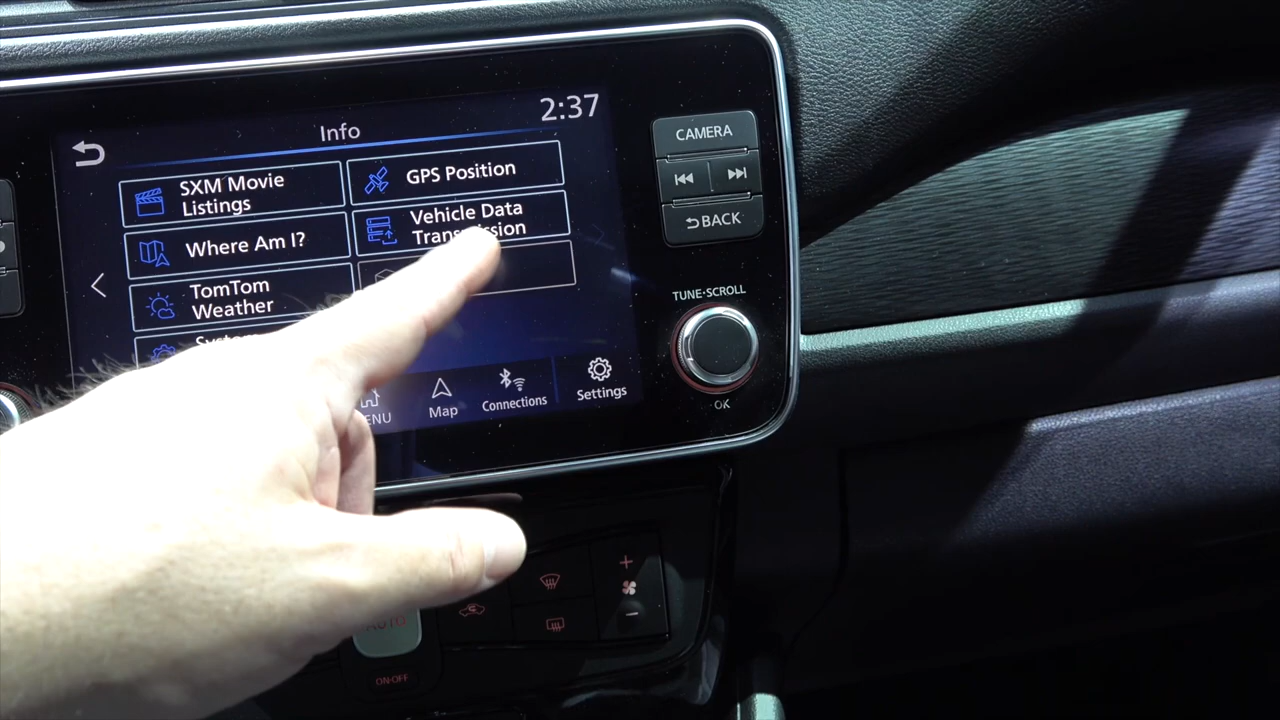 2:37
Info
SXM Movie
Listings
GPS Position
Where Am I?
Vehicle Data
TomTom
Weather
Map
Connections
Settings
CAMERA
BACK
TUNE·SCROLL
OK
AUTO
ON·OFF